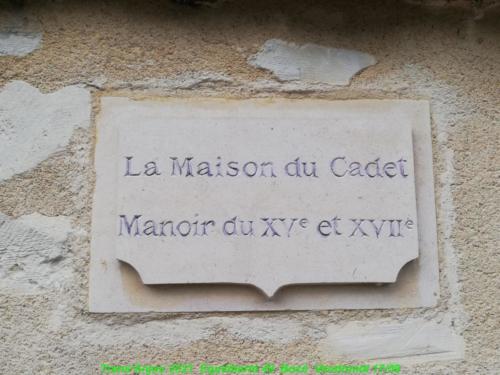 La Maison du Cadet
Manoir du XVe et XVIIe